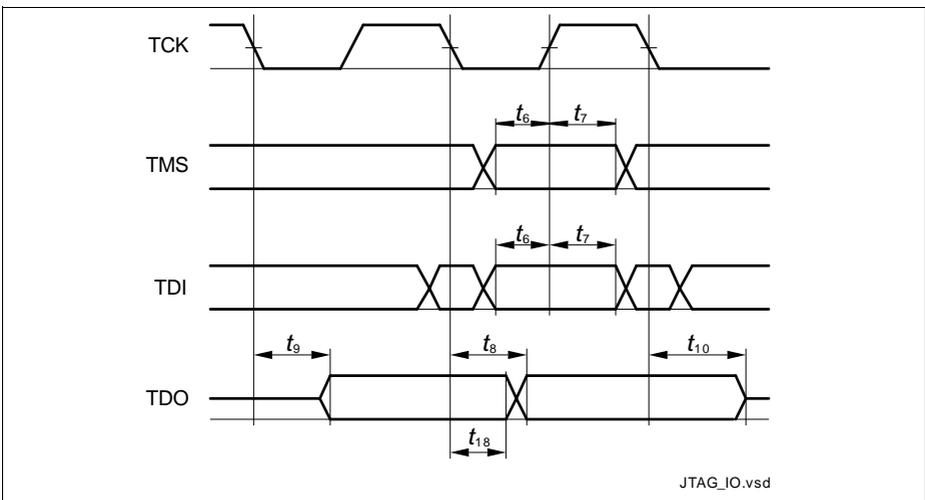 TCK
t6 t7
TMS
t6 t7
TDI
t9 t8 t10
TDO
t18
JTAG_IO.vsd